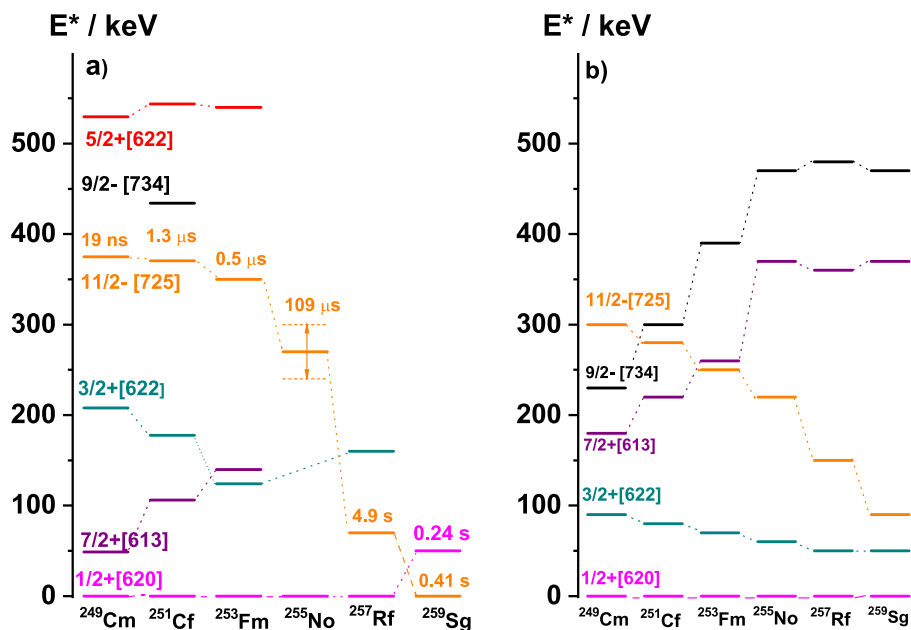 E* / keV
a)
500
400
300
200
100
0
5/2+[622]
9/2- [734]
19 ns
1.3 μs
0.5 μs
11/2- [725]
109 μs
3/2+[622]
7/2+[613]
4.9 s
0.24 s
1/2+[620]
0.41 s
²⁴⁹Cm ²⁵¹Cf ²⁵³Fm ²⁵⁵No ²⁵⁷Rf ²⁵⁹Sg
E* / keV
b)
500
400
300
200
100
0
11/2-[725]
9/2- [734]
7/2+[613]
3/2+[622]
1/2+[620]
²⁴⁹Cm ²⁵¹Cf ²⁵³Fm ²⁵⁵No ²⁵⁷Rf ²⁵⁹Sg